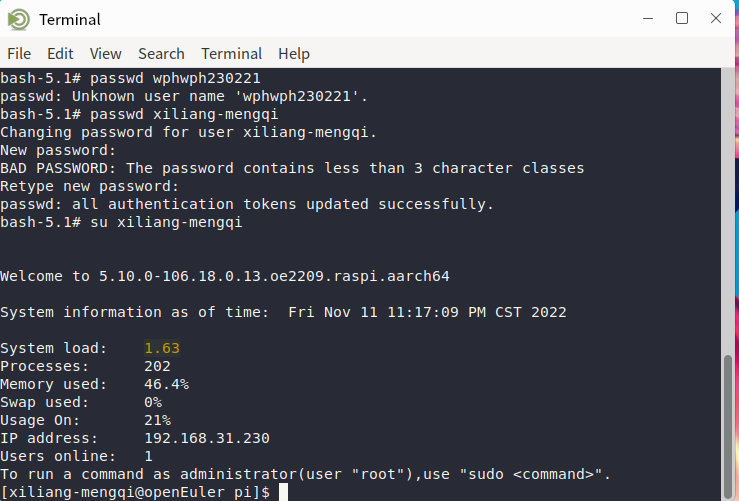 Terminal
File Edit View Search Terminal Help
bash-5.1# passwd wphwph230221
passwd: Unknown user name 'wphwph230221'.
bash-5.1# passwd xiliang-mengqi
Changing password for user xiliang-mengqi.
New password:
BAD PASSWORD: The password contains less than 3 character classes
Retype new password:
passwd: all authentication tokens updated successfully.
bash-5.1# su xiliang-mengqi
Welcome to 5.10.0-106.18.0.13.oe2209.raspi.aarch64
System information as of time:  Fri Nov 11 11:17:09 PM CST 2022
System load:    1.63
Processes:      202
Memory used:    46.4%
Swap used:      0%
Usage On:       21%
IP address:     192.168.31.230
Users online:   1
To run a command as administrator(user "root"),use "sudo <command>".
[xiliang-mengqi@openEuler pi]$